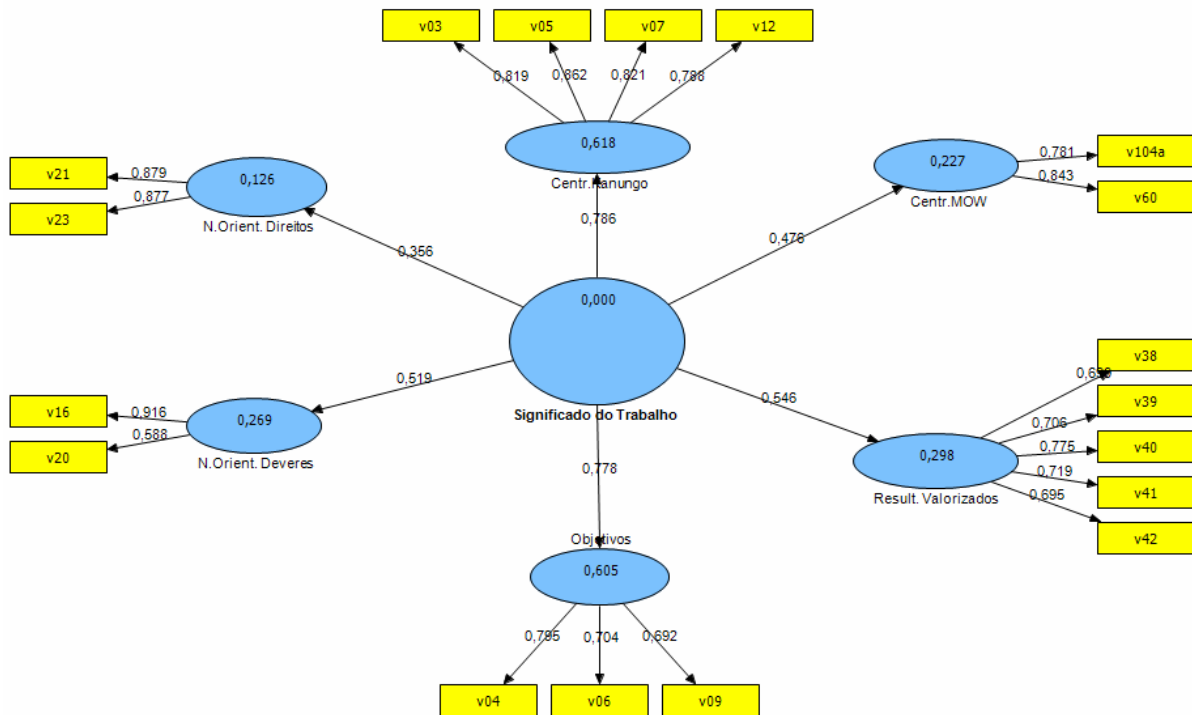 v03
v05
v07
v12
0,819
0,862
0,821
0,788
0,618
Centr.Kanungo
0,786
v21
v23
0,879
0,877
0,126
N.Orient. Direitos
0,356
v104a
v60
0,781
0,843
0,227
Centr.MOW
0,476
0,000
Significado do Trabalho
0,519
v16
v20
0,916
0,588
0,269
N.Orient. Deveres
0,546
v38
v39
v40
v41
v42
0,706
0,775
0,719
0,695
0,298
Result. Valorizados
0,778
Objetivos
0,605
0,795
0,704
0,692
v04
v06
v09